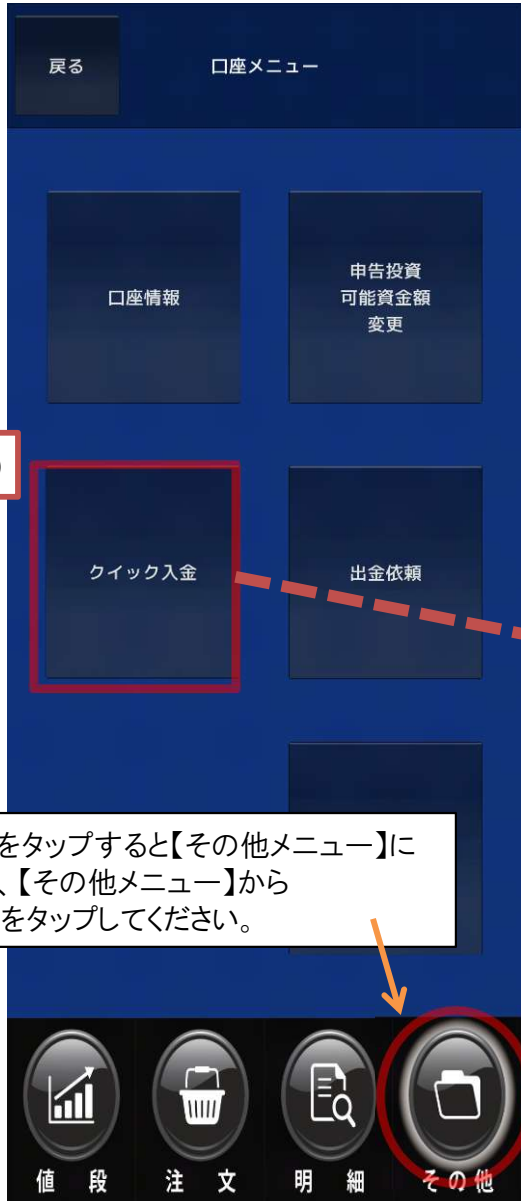 戻る
口座メニュー
口座情報
申告投資
可能資金額
変更
)
クイック入金
出金依頼
をタップすると【その他メニュー】に
、【その他メニュー】から
をタップしてください。
値 段
注 文
明 細
その他